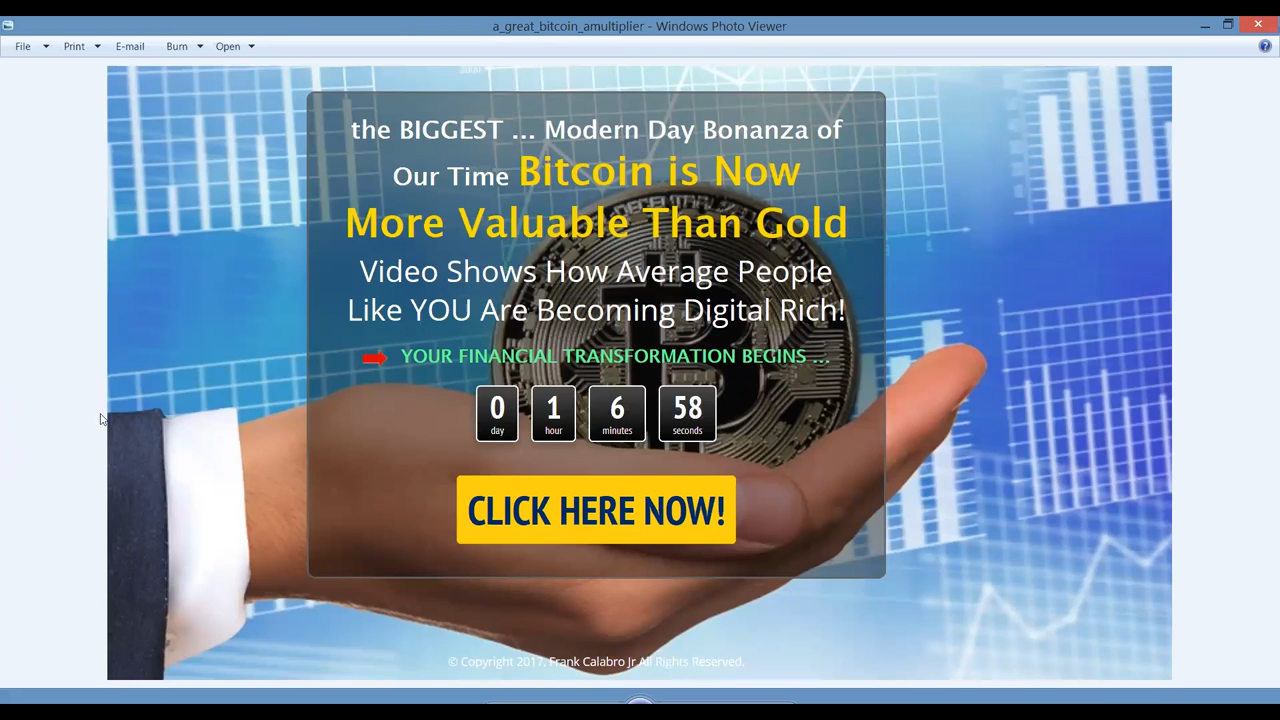 a_great_bitcoin_amultiplier - Windows Photo Viewer
File Print E-mail Burn Open
the BIGGEST ... Modern Day Bonanza of
Our Time Bitcoin is Now
More Valuable Than Gold
Video Shows How Average People
Like YOU Are Becoming Digital Rich!
YOUR FINANCIAL TRANSFORMATION BEGINS ...
0 1 6 58
day hour minutes seconds
CLICK HERE NOW!
© Copyright 2017, Frank Calabro Jr,All Rights Reserved.